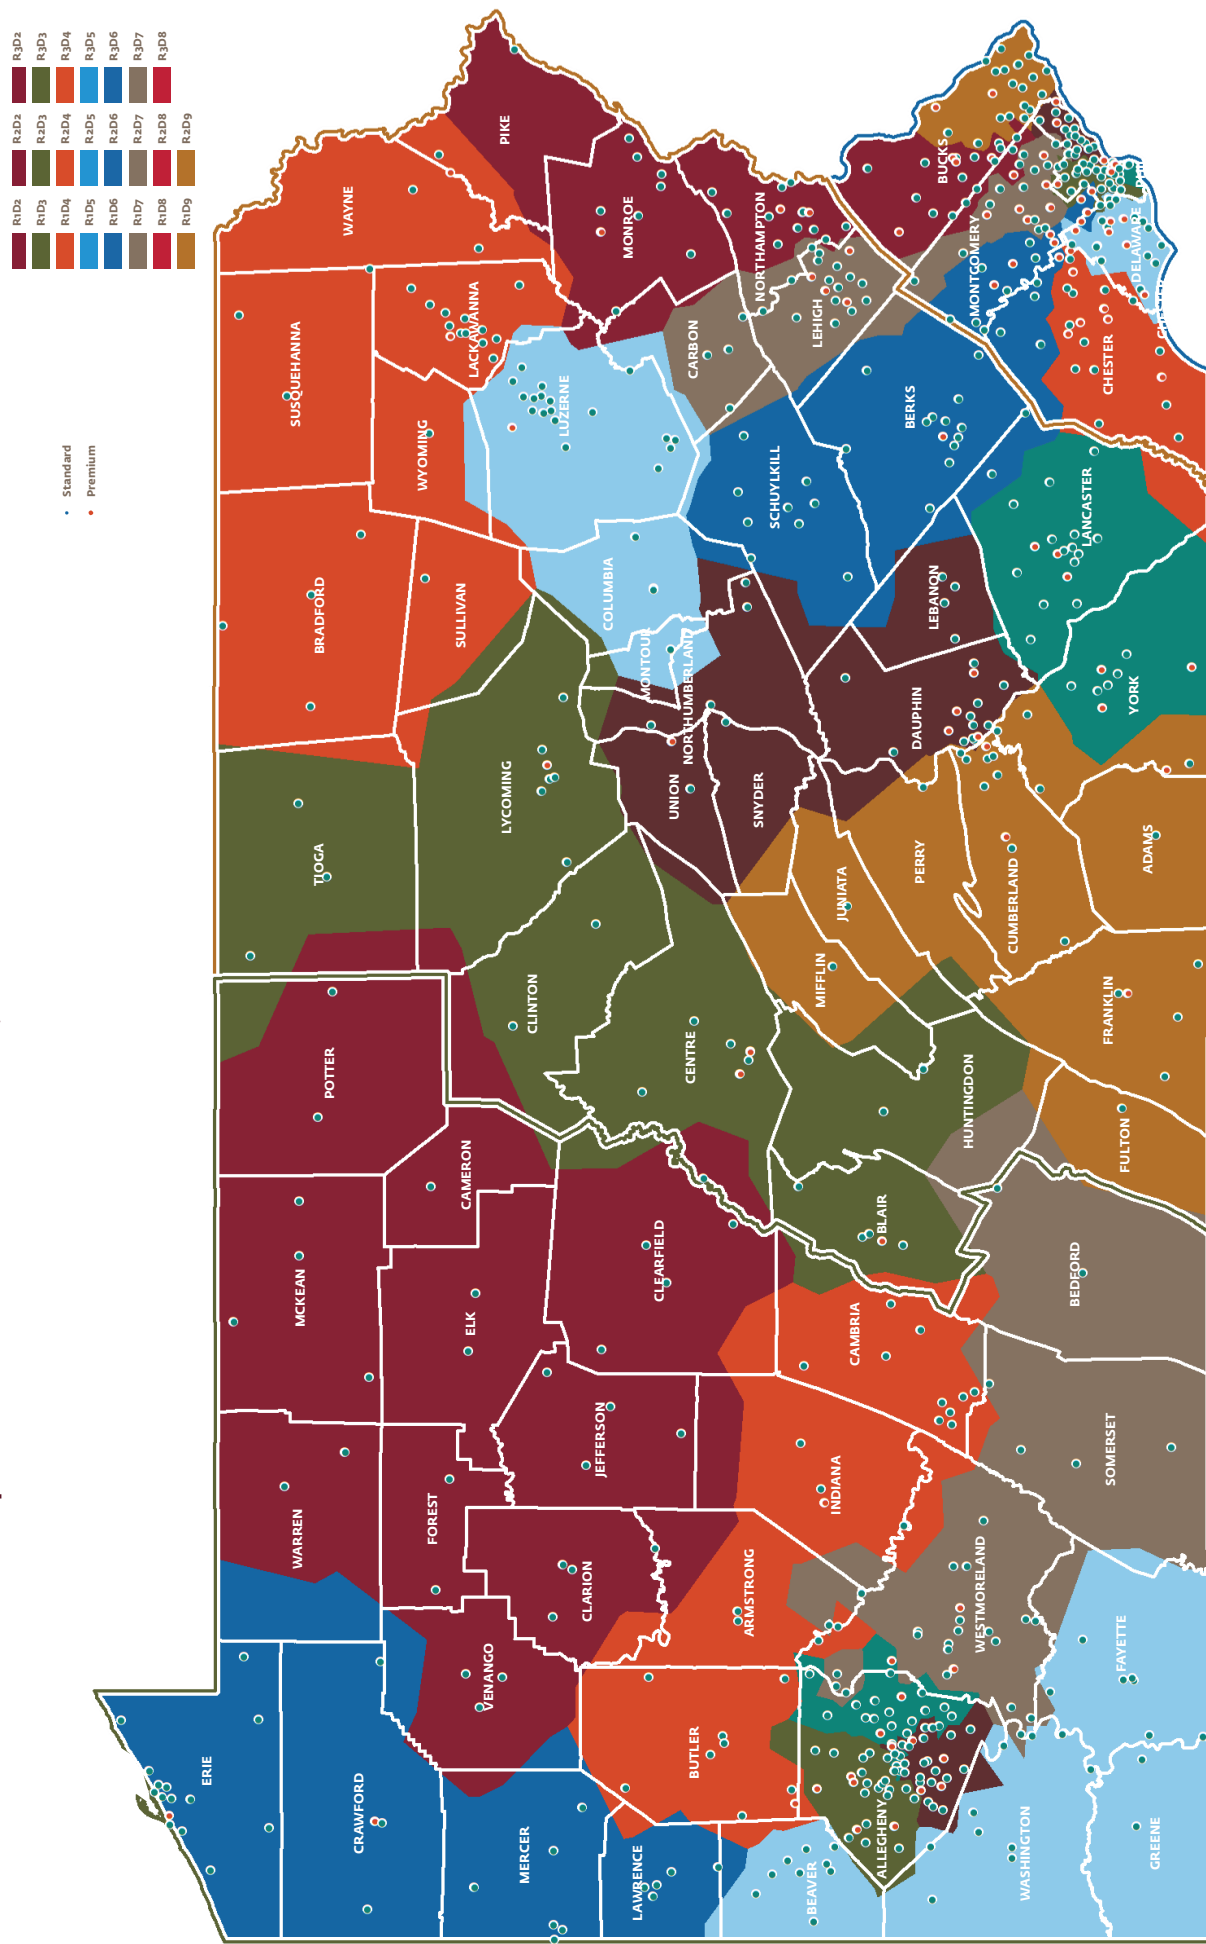 R1D2 R2D2 R3D2
R1D3 R2D3 R3D3
R1D4 R2D4 R3D4
R1D5 R2D5 R3D5
R1D6 R2D6 R3D6
R1D7 R2D7 R3D7
R1D8 R2D8 R3D8
R1D9 R2D9
Standard
Premium
ERIE
WARREN
MCKEAN
POTTER
TIOGA
BRADFORD
SUSQUEHANNA
WAYNE
CRAWFORD
FOREST
ELK
CAMERON
SULLIVAN
WYOMING
LACKAWANNA
PIKE
MERCER
VENANGO
CLARION
JEFFERSON
CLEARFIELD
CLINTON
LYCOMING
COLUMBIA
LUZERNE
MONROE
LAWRENCE
BUTLER
ARMSTRONG
CENTRE
UNION
MONTOUR
NORTHUMBERLAND
CARBON
NORTHAMPTON
SNYDER
SCHUYLKILL
LEHIGH
BEAVER
ALLEGHENY
INDIANA
CAMBRIA
BLAIR
MIFFLIN
JUNIATA
PERRY
DAUPHIN
LEBANON
BERKS
BUCKS
MONTGOMERY
WESTMORELAND
HUNTINGDON
CUMBERLAND
LANCASTER
CHESTER
DELAWARE
WASHINGTON
GREENE
FAYETTE
SOMERSET
BEDFORD
FULTON
FRANKLIN
ADAMS
YORK